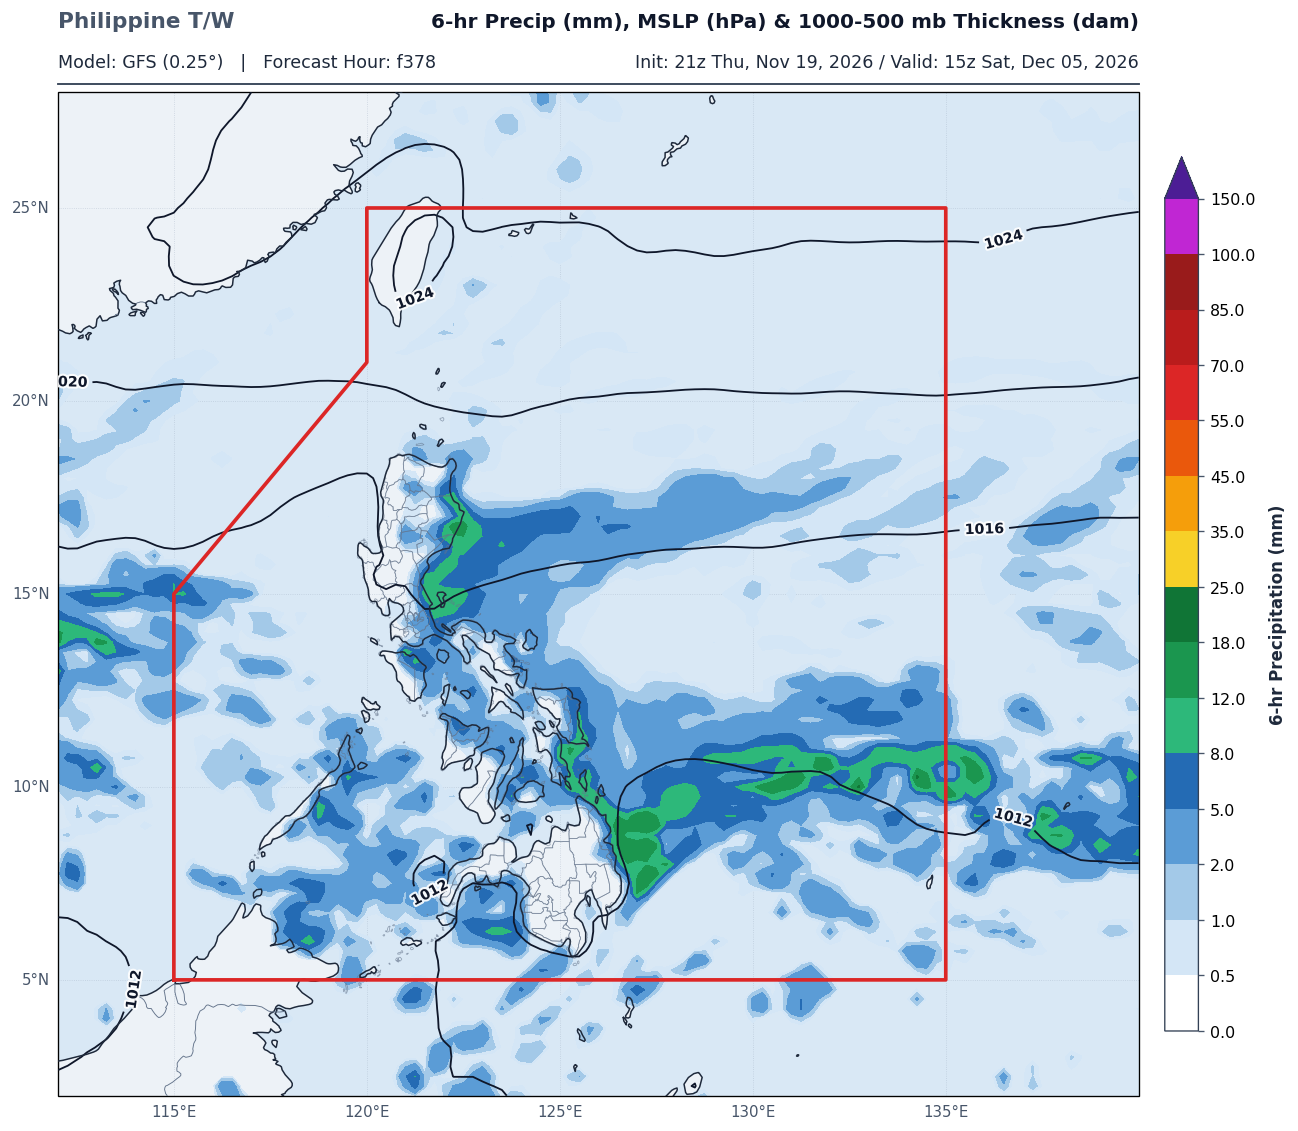 Philippine T/W
6-hr Precip (mm), MSLP (hPa) & 1000-500 mb Thickness (dam)
Model: GFS (0.25°) | Forecast Hour: f378
Init: 21z Thu, Nov 19, 2026 / Valid: 15z Sat, Dec 05, 2026
25°N
20°N
15°N
10°N
5°N
115°E
120°E
125°E
130°E
135°E
1024
1024
020
1016
1012
1012
1012
150.0
100.0
85.0
70.0
55.0
45.0
35.0
25.0
18.0
12.0
8.0
5.0
2.0
1.0
0.5
0.0
6-hr Precipitation (mm)